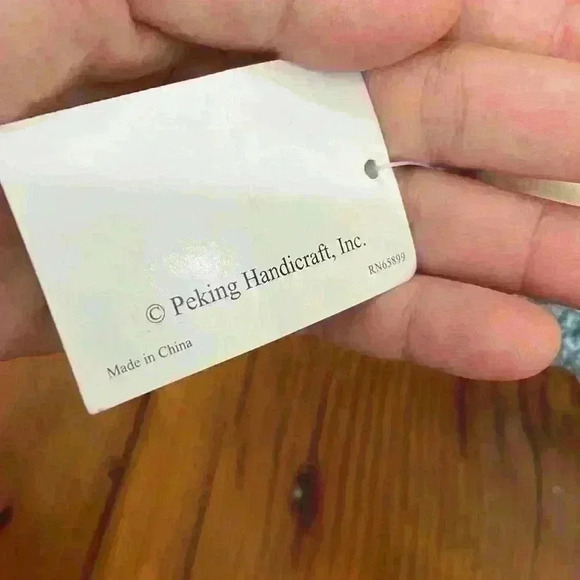 © Peking Handicraft, Inc.
RN65899
Made in China